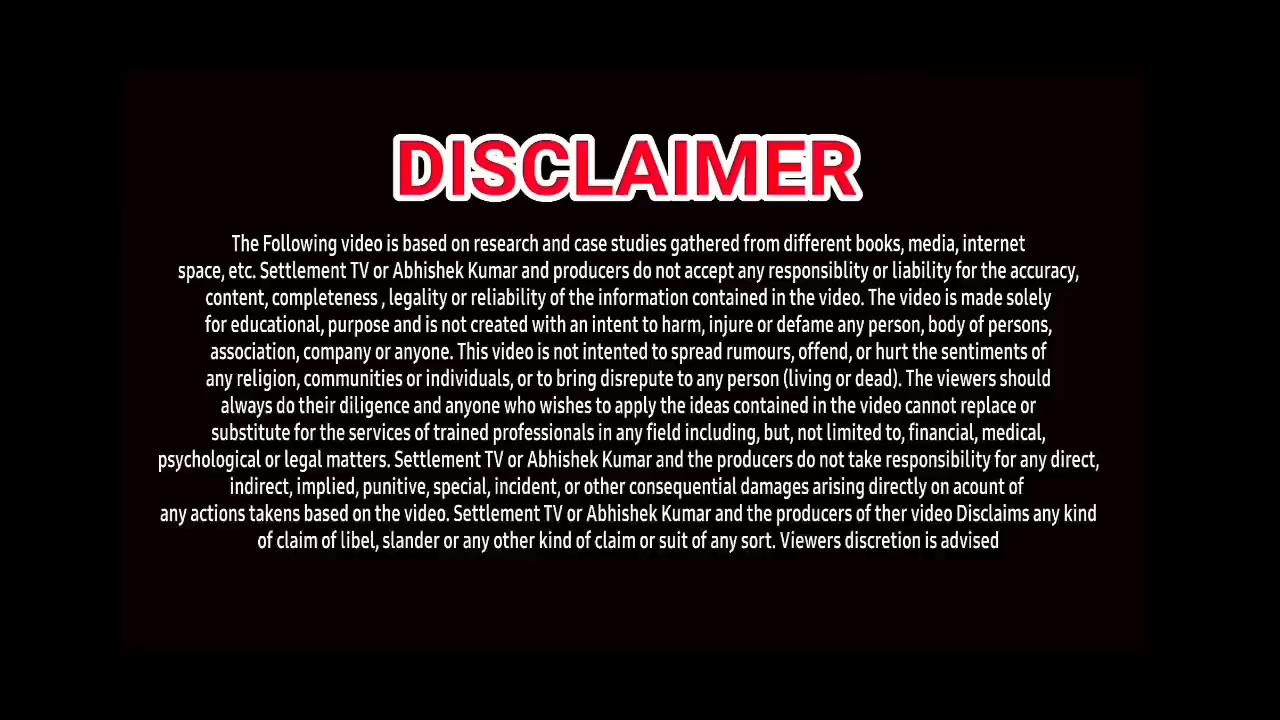 DISCLAIMER
The Following video is based on research and case studies gathered from different books, media, internet
space, etc. Settlement TV or Abhishek Kumar and producers do not accept any responsiblity or liability for the accuracy,
content, completeness , legality or reliability of the information contained in the video. The video is made solely
for educational, purpose and is not created with an intent to harm, injure or defame any person, body of persons,
association, company or anyone. This video is not intented to spread rumours, offend, or hurt the sentiments of
any religion, communities or individuals, or to bring disrepute to any person (living or dead). The viewers should
always do their diligence and anyone who wishes to apply the ideas contained in the video cannot replace or
substitute for the services of trained professionals in any field including, but, not limited to, financial, medical,
psychological or legal matters. Settlement TV or Abhishek Kumar and the producers do not take responsibility for any direct,
indirect, implied, punitive, special, incident, or other consequential damages arising directly on acount of
any actions takens based on the video. Settlement TV or Abhishek Kumar and the producers of ther video Disclaims any kind
of claim of libel, slander or any other kind of claim or suit of any sort. Viewers discretion is advised